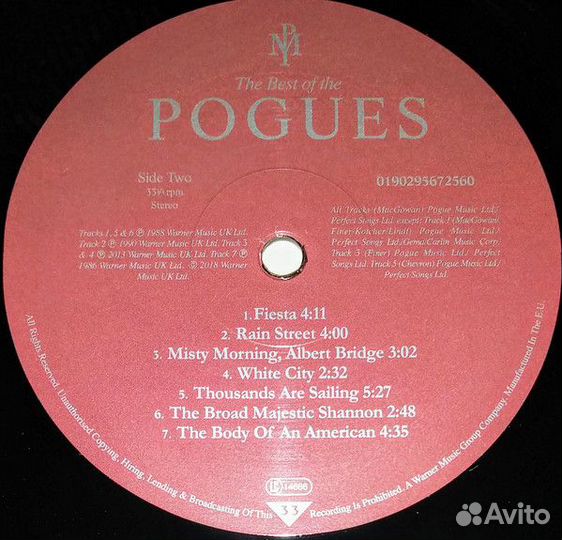 PM
The Best of the
POGUES
Side Two
33⅓ rpm
Stereo
0190295672560
Tracks 1, 5 & 6 ℗ 1988 Warner Music UK Ltd.
Track 2 ℗ 1990 Warner Music UK Ltd. Track 3
& 4 ℗ 2013 Warner Music UK Ltd. Track 7 ℗
1986 Warner Music UK Ltd. © 2018 Warner
Music UK Ltd.
All Tracks (MacGowan) Pogue Music Ltd/
Perfect Songs Ltd. except: Track 1 (MacGowan/
Finer/Kotscher/Lindt) Pogue Music Ltd./
Perfect Songs Ltd./Gema/Carlin Music Corp.
Track 3 (Finer) Pogue Music Ltd./ Perfect
Songs Ltd. Track 5 (Chevron) Pogue Music Ltd./
Perfect Songs Ltd.
1. Fiesta 4:11
2. Rain Street 4:00
3. Misty Morning, Albert Bridge 3:02
4. White City 2:32
5. Thousands Are Sailing 5:27
6. The Broad Majestic Shannon 2:48
7. The Body Of An American 4:35
LC 14666
33
All Rights Reserved. Unauthorised Copying, Hiring, Lending & Broadcasting Of This Recording is Prohibited. A Warner Music Group Company. Manufactured In The E.U.
Avito